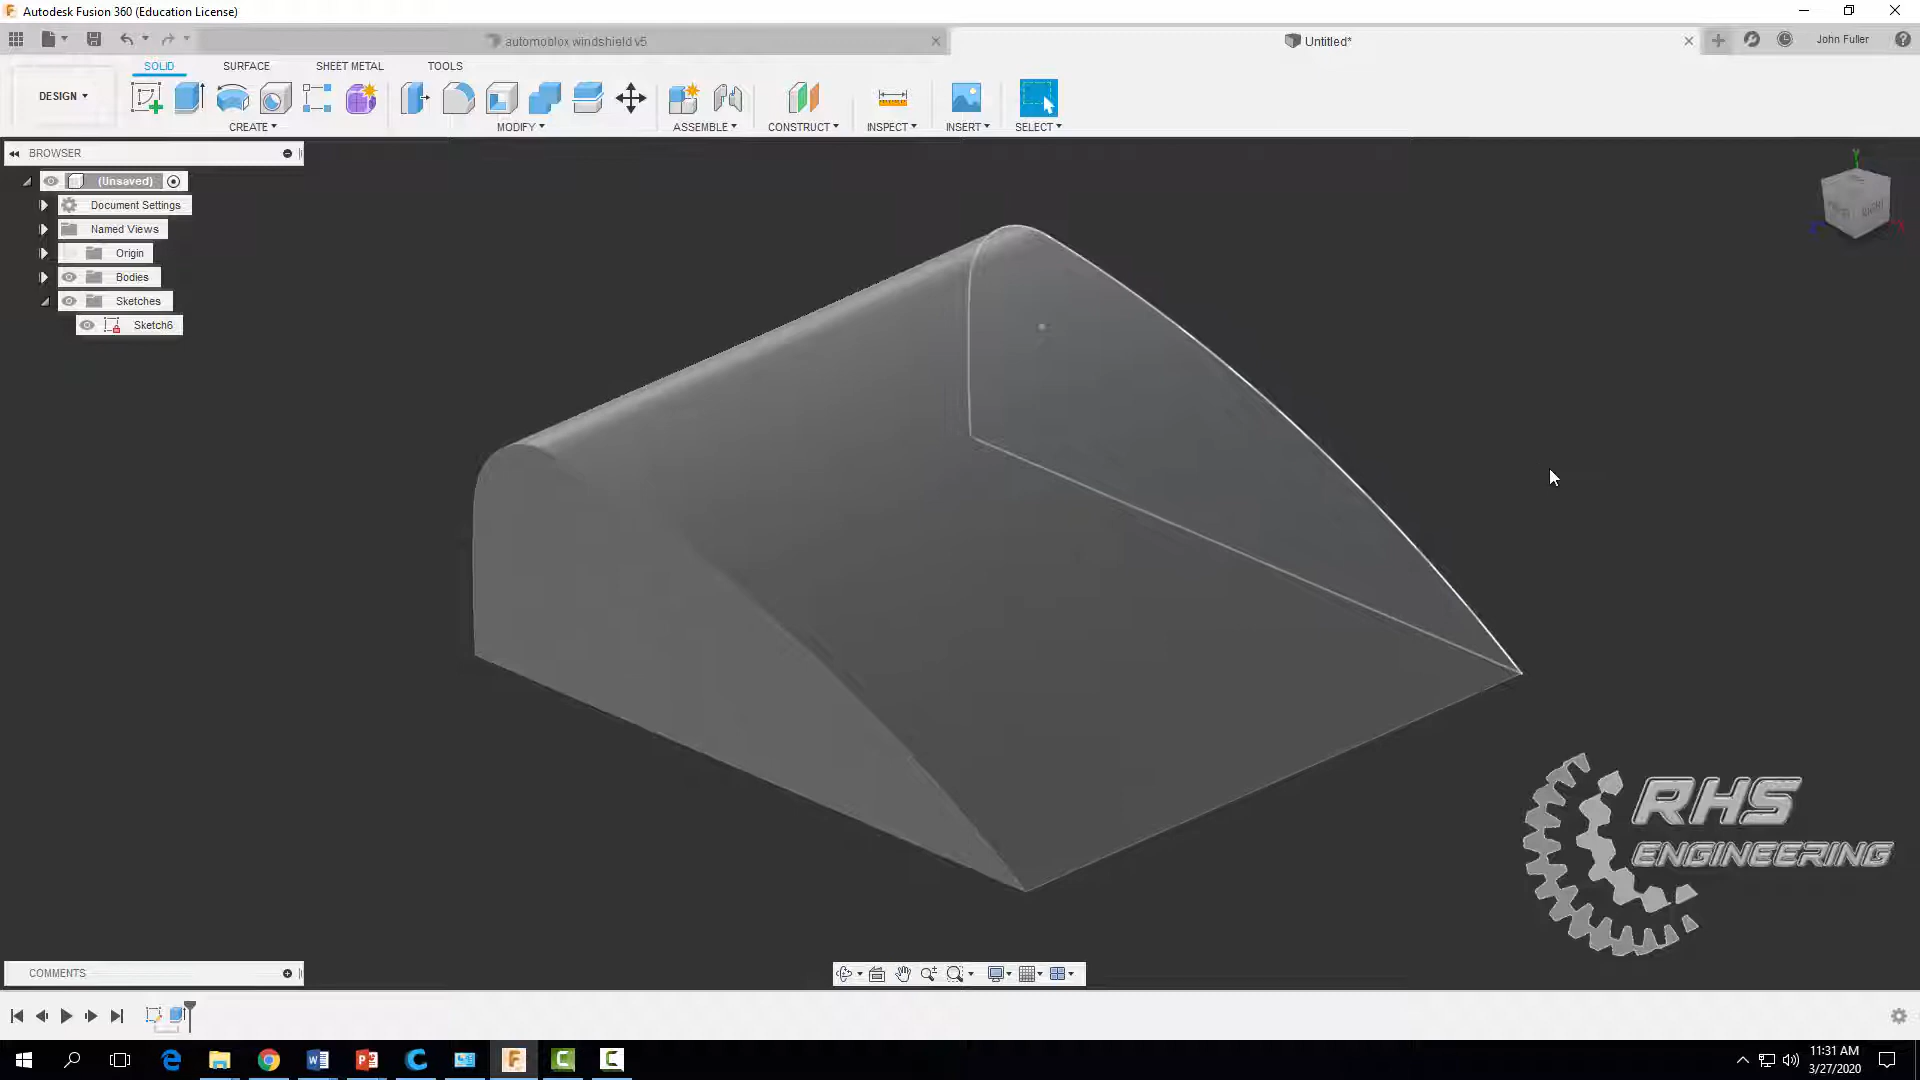 Autodesk Fusion 360 (Education License)
automoblox windshield v5
Untitled*
John Fuller
SOLID SURFACE SHEET METAL TOOLS
DESIGN
CREATE MODIFY ASSEMBLE CONSTRUCT INSPECT INSERT SELECT
BROWSER
(Unsaved)
Document Settings
Named Views
Origin
Bodies
Sketches
Sketch6
Y
RIGHT
RHS
ENGINEERING
COMMENTS
11:31 AM
3/27/2020